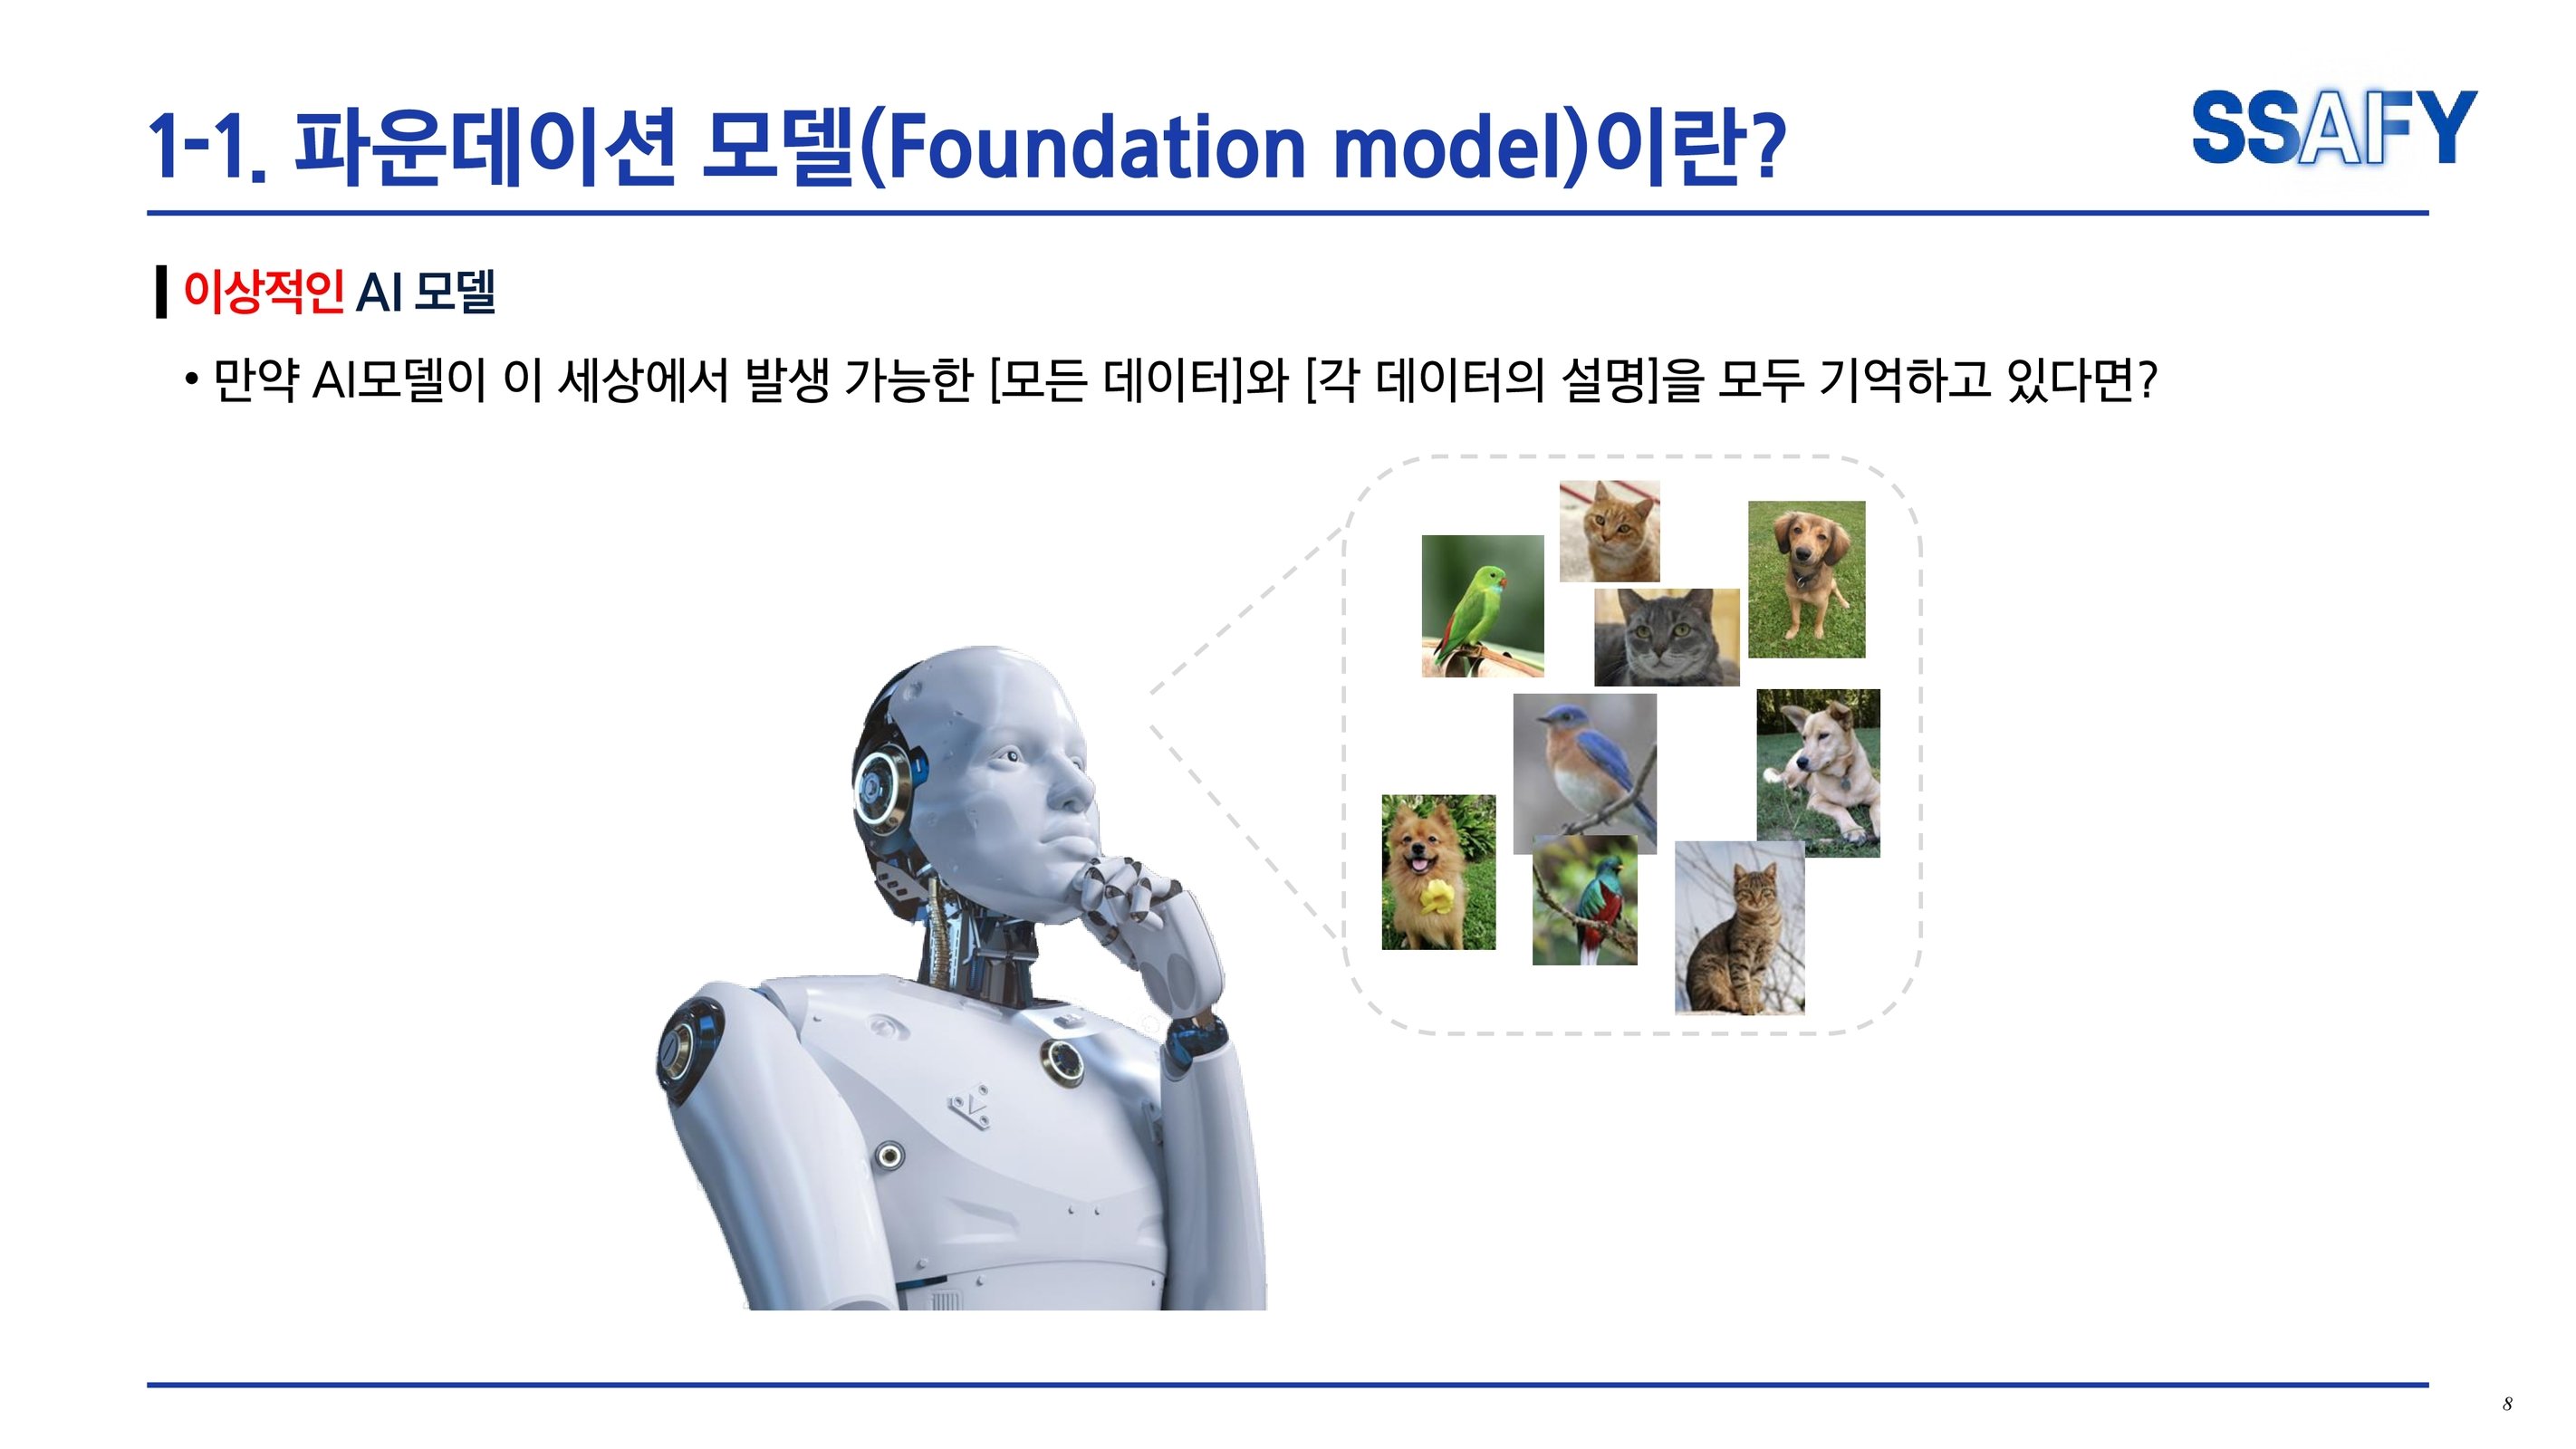 1-1. 파운데이션 모델(Foundation model)이란?
SSAFY
이상적인 AI 모델
• 만약 AI모델이 이 세상에서 발생 가능한 [모든 데이터]와 [각 데이터의 설명]을 모두 기억하고 있다면?
8